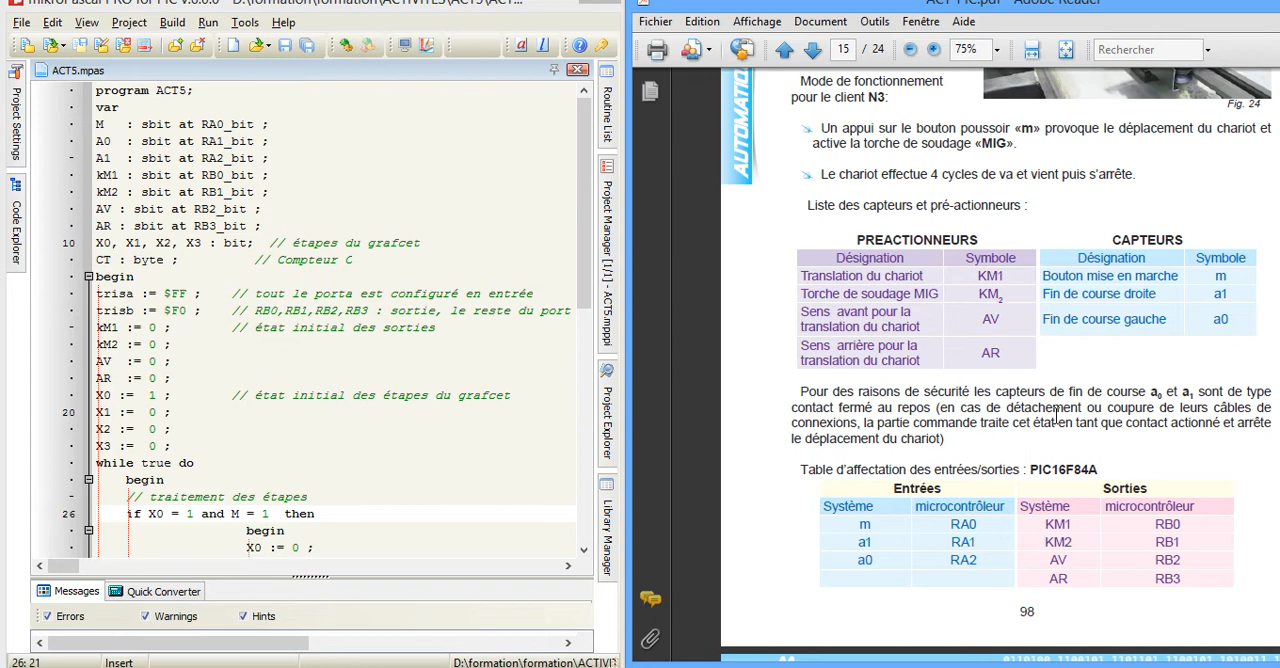 mikroPascal PRO for PIC v.6.0.0 - D:\formation\formation\ACTIVITES\ACT5\ACT...
File Edit View Project Build Run Tools Help
ACT5.mpas
Project Settings
Code Explorer
program ACT5;
var
M : sbit at RA0_bit ;
A0 : sbit at RA1_bit ;
A1 : sbit at RA2_bit ;
kM1 : sbit at RB0_bit ;
kM2 : sbit at RB1_bit ;
AV : sbit at RB2_bit ;
AR : sbit at RB3_bit ;
10 X0, X1, X2, X3 : bit; // étapes du grafcet
CT : byte ; // Compteur C
begin
trisa := $FF ; // tout le porta est configuré en entrée
trisb := $F0 ; // RB0,RB1,RB2,RB3 : sortie, le reste du port
kM1 := 0 ; // état initial des sorties
kM2 := 0 ;
AV := 0 ;
AR := 0 ;
X0 := 1 ; // état initial des étapes du grafcet
20 X1 := 0 ;
X2 := 0 ;
X3 := 0 ;
while true do
begin
// traitement des étapes
26 if X0 = 1 and M = 1 then
begin
X0 := 0 ;
Routine List
Project Manager [1/1] - ACT5.mppi
Project Explorer
Library Manager
Messages Quick Converter
Errors Warnings Hints
26: 21 Insert D:\formation\formation\ACTIVI
ACT PIC.pdf - Adobe Reader
Fichier Edition Affichage Document Outils Fenêtre Aide
15 / 24 75% Rechercher
AUTOMATI
Mode de fonctionnement
pour le client N3:
Fig. 24
Un appui sur le bouton poussoir «m» provoque le déplacement du chariot et
active la torche de soudage «MIG».
Le chariot effectue 4 cycles de va et vient puis s’arrête.
Liste des capteurs et pré-actionneurs :
PREACTIONNEURS CAPTEURS
Désignation Symbole Désignation Symbole
Translation du chariot KM1 Bouton mise en marche m
Torche de soudage MIG KM2 Fin de course droite a1
Sens avant pour la
translation du chariot AV Fin de course gauche a0
Sens arrière pour la
translation du chariot AR
Pour des raisons de sécurité les capteurs de fin de course a0 et a1 sont de type
contact fermé au repos (en cas de détachement ou coupure de leurs câbles de
connexions, la partie commande traite cet état en tant que contact actionné et arrête
le déplacement du chariot)
Table d’affectation des entrées/sorties : PIC16F84A
Entrées Sorties
Système microcontrôleur Système microcontrôleur
m RA0 KM1 RB0
a1 RA1 KM2 RB1
a0 RA2 AV RB2
AR RB3
98